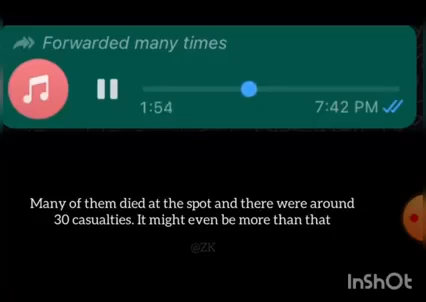 Forwarded many times
1:54
7:42 PM
Many of them died at the spot and there were around
30 casualties. It might even be more than that
@ZK
InShOt